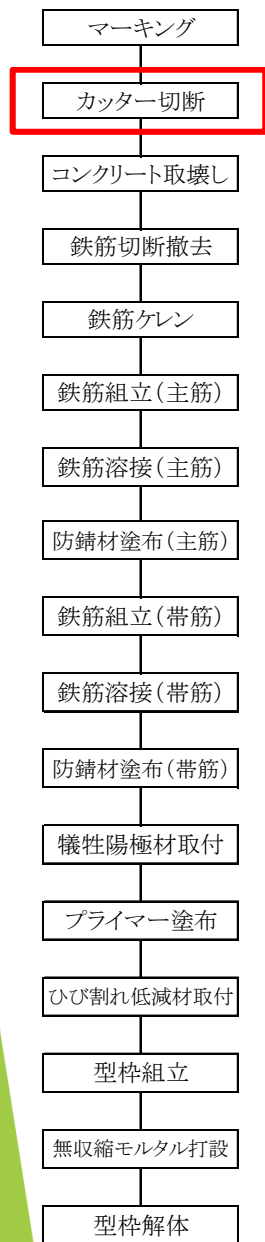 マーキング
カッター切断
コンクリート取壊し
鉄筋切断撤去
鉄筋ケレン
鉄筋組立(主筋)
鉄筋溶接(主筋)
防錆材塗布(主筋)
鉄筋組立(帯筋)
鉄筋溶接(帯筋)
防錆材塗布(帯筋)
犠牲陽極材取付
プライマー塗布
ひび割れ低減材取付
型枠組立
無収縮モルタル打設
型枠解体